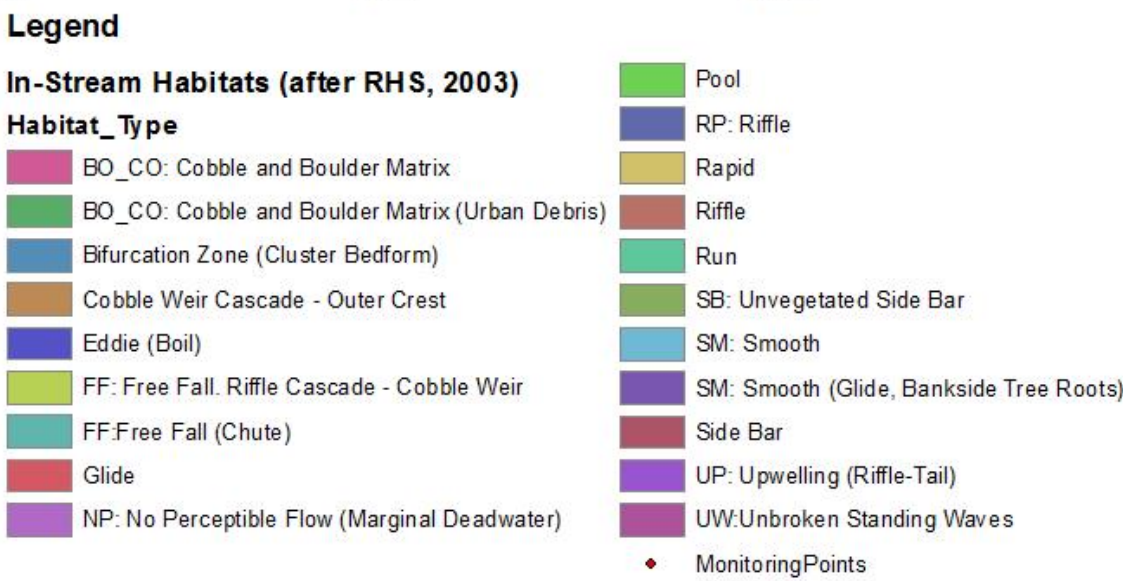 Legend
In-Stream Habitats (after RHS, 2003)
Habitat_Type
BO_CO: Cobble and Boulder Matrix
BO_CO: Cobble and Boulder Matrix (Urban Debris)
Bifurcation Zone (Cluster Bedform)
Cobble Weir Cascade - Outer Crest
Eddie (Boil)
FF: Free Fall. Riffle Cascade - Cobble Weir
FF:Free Fall (Chute)
Glide
NP: No Perceptible Flow (Marginal Deadwater)
Pool
RP: Riffle
Rapid
Riffle
Run
SB: Unvegetated Side Bar
SM: Smooth
SM: Smooth (Glide, Bankside Tree Roots)
Side Bar
UP: Upwelling (Riffle-Tail)
UW:Unbroken Standing Waves
MonitoringPoints